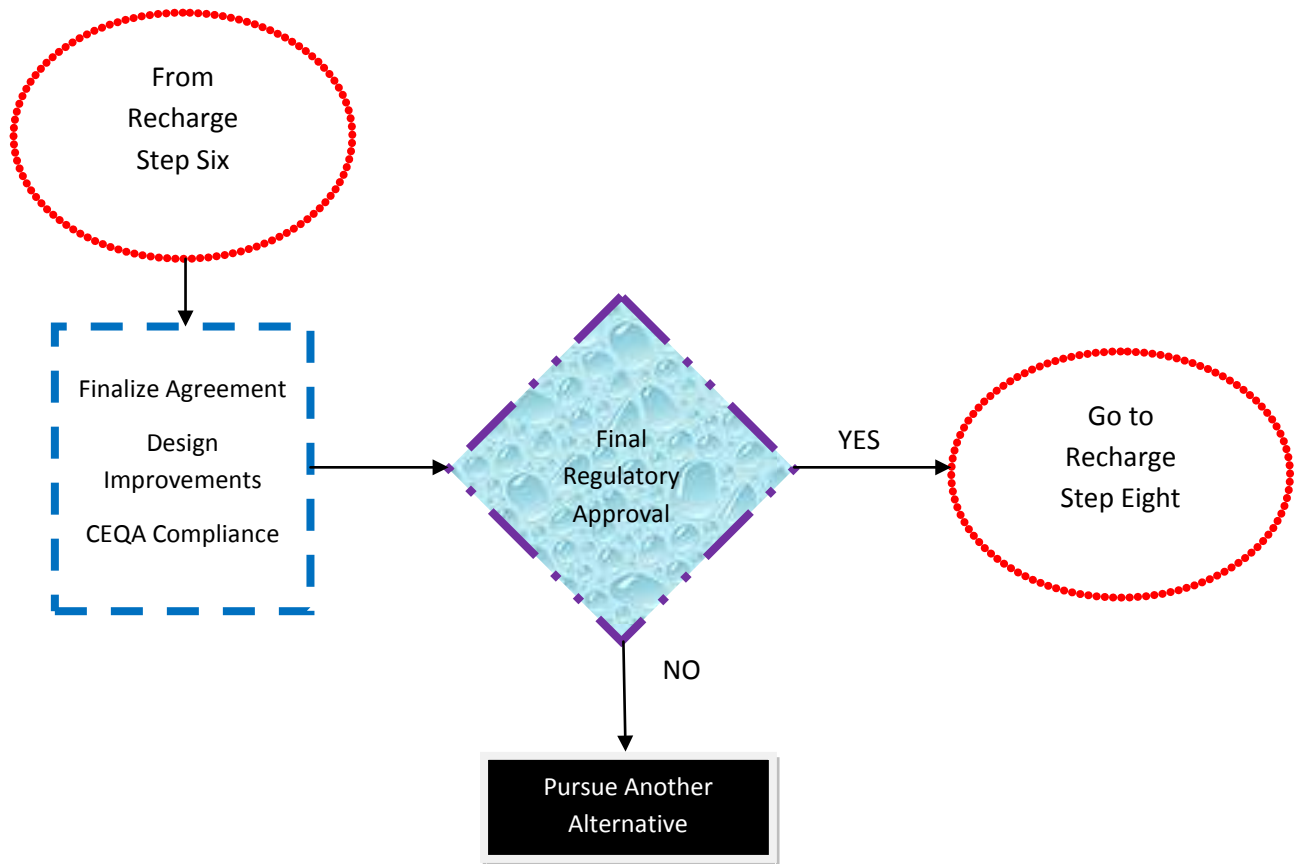 From
Recharge
Step Six
Finalize Agreement
Design
Improvements
CEQA Compliance
Final
Regulatory
Approval
YES
Go to
Recharge
Step Eight
NO
Pursue Another
Alternative